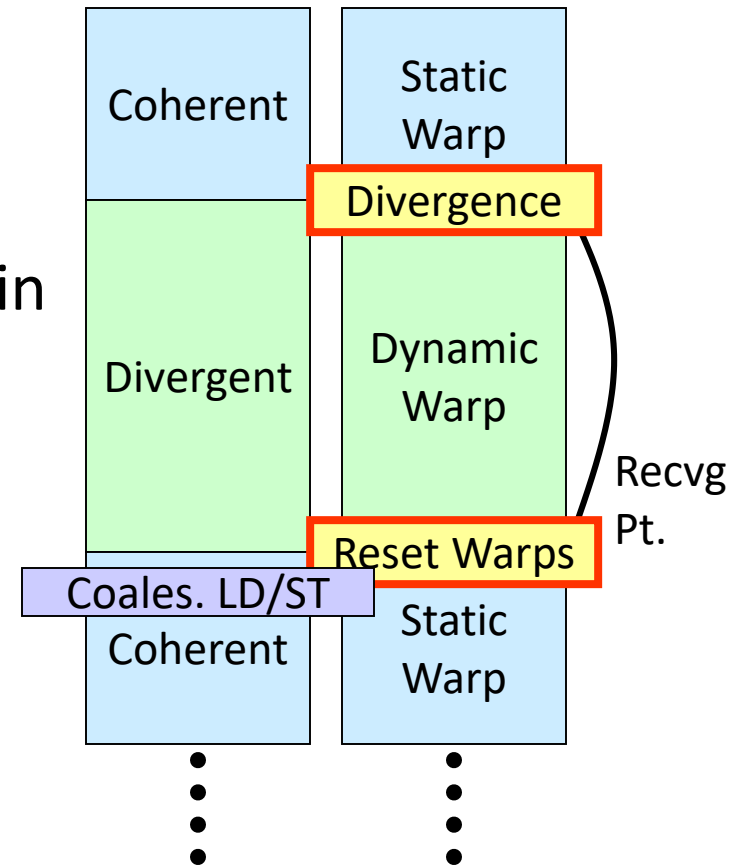 Coherent
Static
Warp
Divergence
in
Divergent
Dynamic
Warp
Recvg
Pt.
Reset Warps
Coales. LD/ST
Coherent
Static
Warp